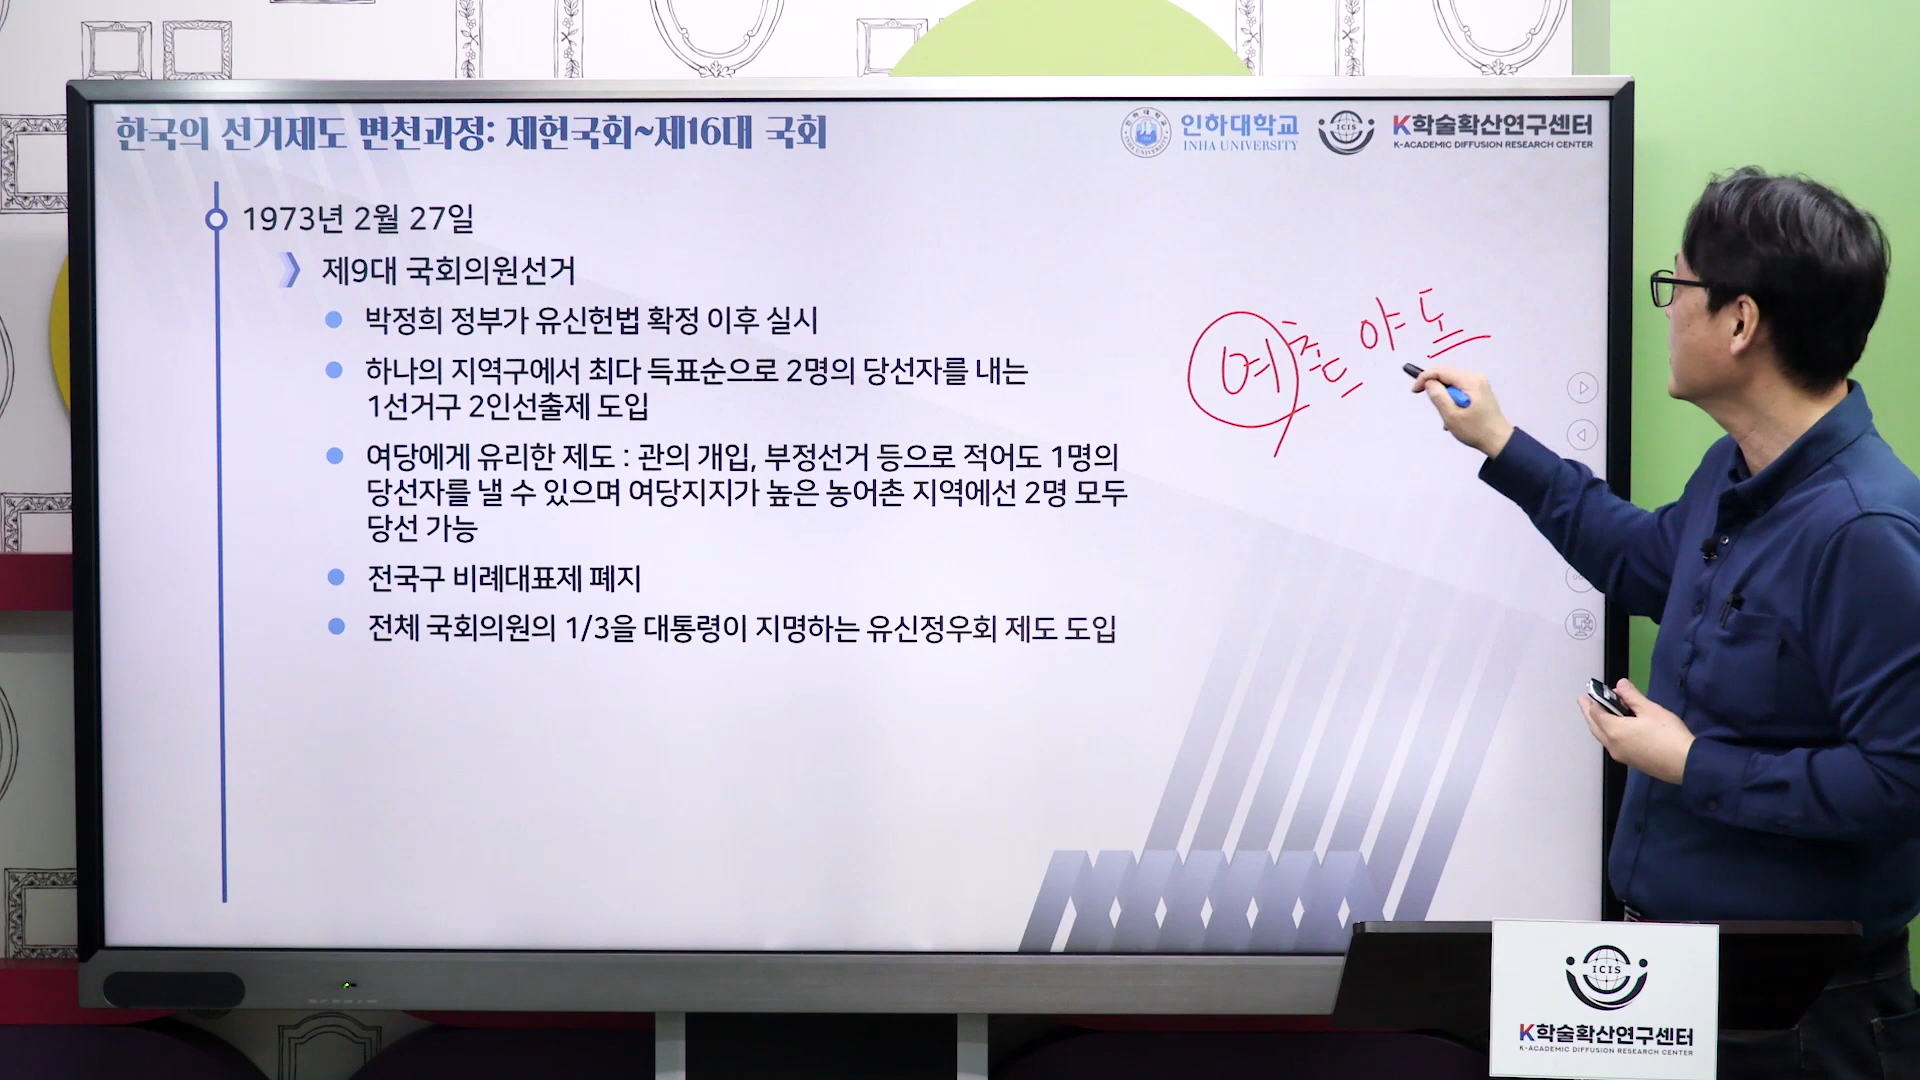 한국의 선거제도 변천과정: 제헌국회~제16대 국회
인하대학교
INHA UNIVERSITY
ICIS
K학술확산연구센터
K-ACADEMIC DIFFUSION RESEARCH CENTER
1973년 2월 27일
제9대 국회의원선거
박정희 정부가 유신헌법 확정 이후 실시
하나의 지역구에서 최다 득표순으로 2명의 당선자를 내는
1선거구 2인선출제 도입
여당에게 유리한 제도 : 관의 개입, 부정선거 등으로 적어도 1명의
당선자를 낼 수 있으며 여당지지가 높은 농어촌 지역에선 2명 모두
당선 가능
전국구 비례대표제 폐지
전체 국회의원의 1/3을 대통령이 지명하는 유신정우회 제도 도입
여촌야도
ICIS
K학술확산연구센터
K-ACADEMIC DIFFUSION RESEARCH CENTER